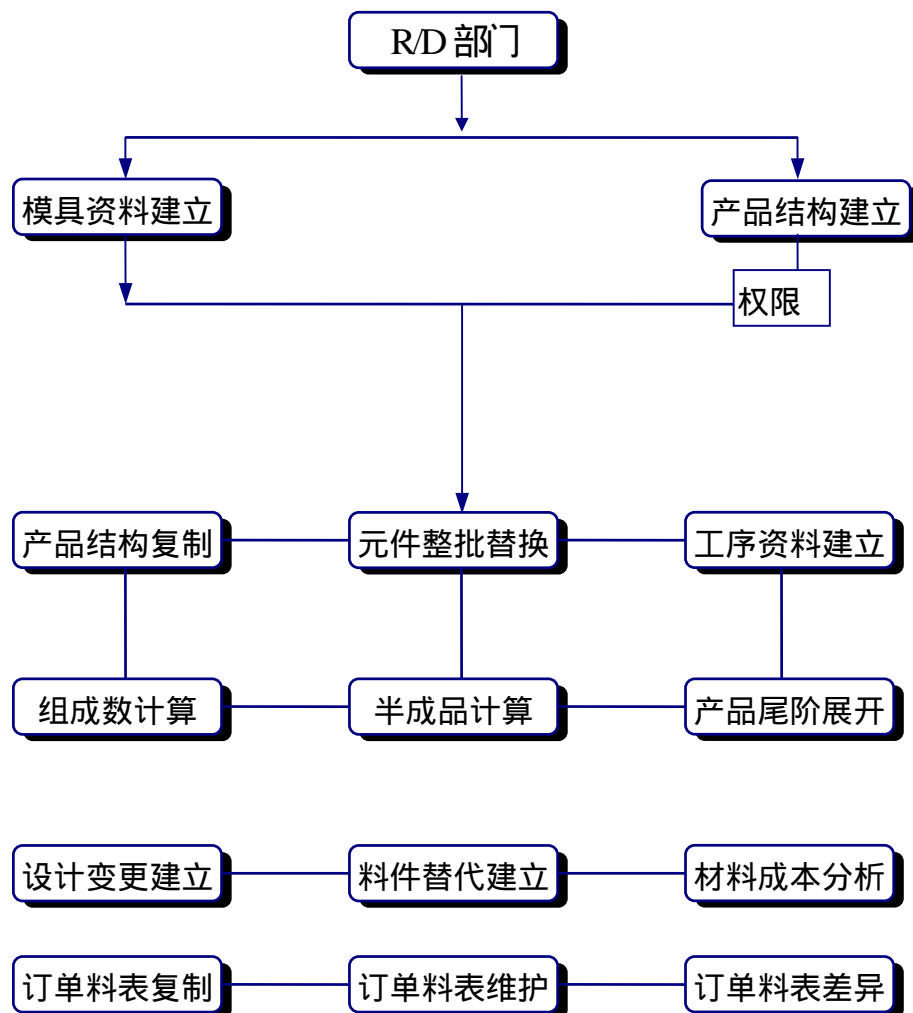 R/D部门
模具资料建立
产品结构建立
权限
产品结构复制
元件整批替换
工序资料建立
组成数计算
半成品计算
产品尾阶展开
设计变更建立
料件替代建立
材料成本分析
订单料表复制
订单料表维护
订单料表差异